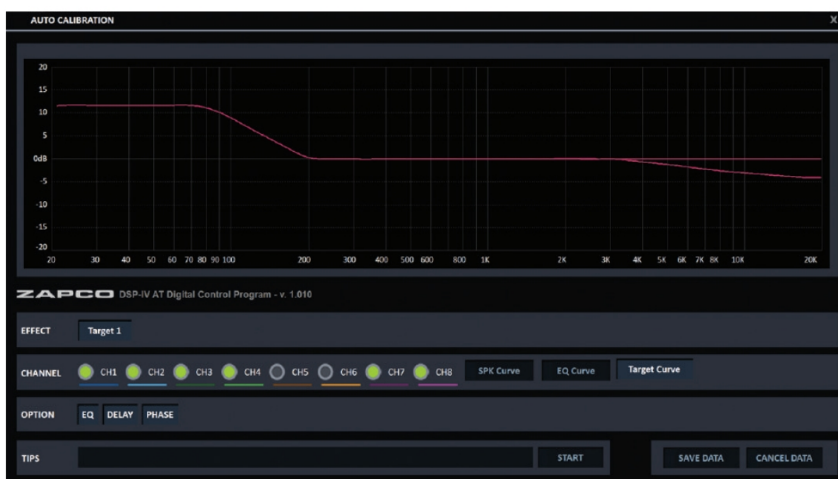 AUTO CALIBRATION X
20
15
10
5
0dB
-5
-10
-15
-20
20 30 40 50 60 70 80 90 100 200 300 400 500 600 800 1K 2K 3K 4K 5K 6K 7K 8K 10K 20K
ZAPCO DSP-IV AT Digital Control Program - v. 1.010
EFFECT Target 1
CHANNEL CH1 CH2 CH3 CH4 CH5 CH6 CH7 CH8 SPK Curve EQ Curve Target Curve
OPTION EQ DELAY PHASE
TIPS START SAVE DATA CANCEL DATA